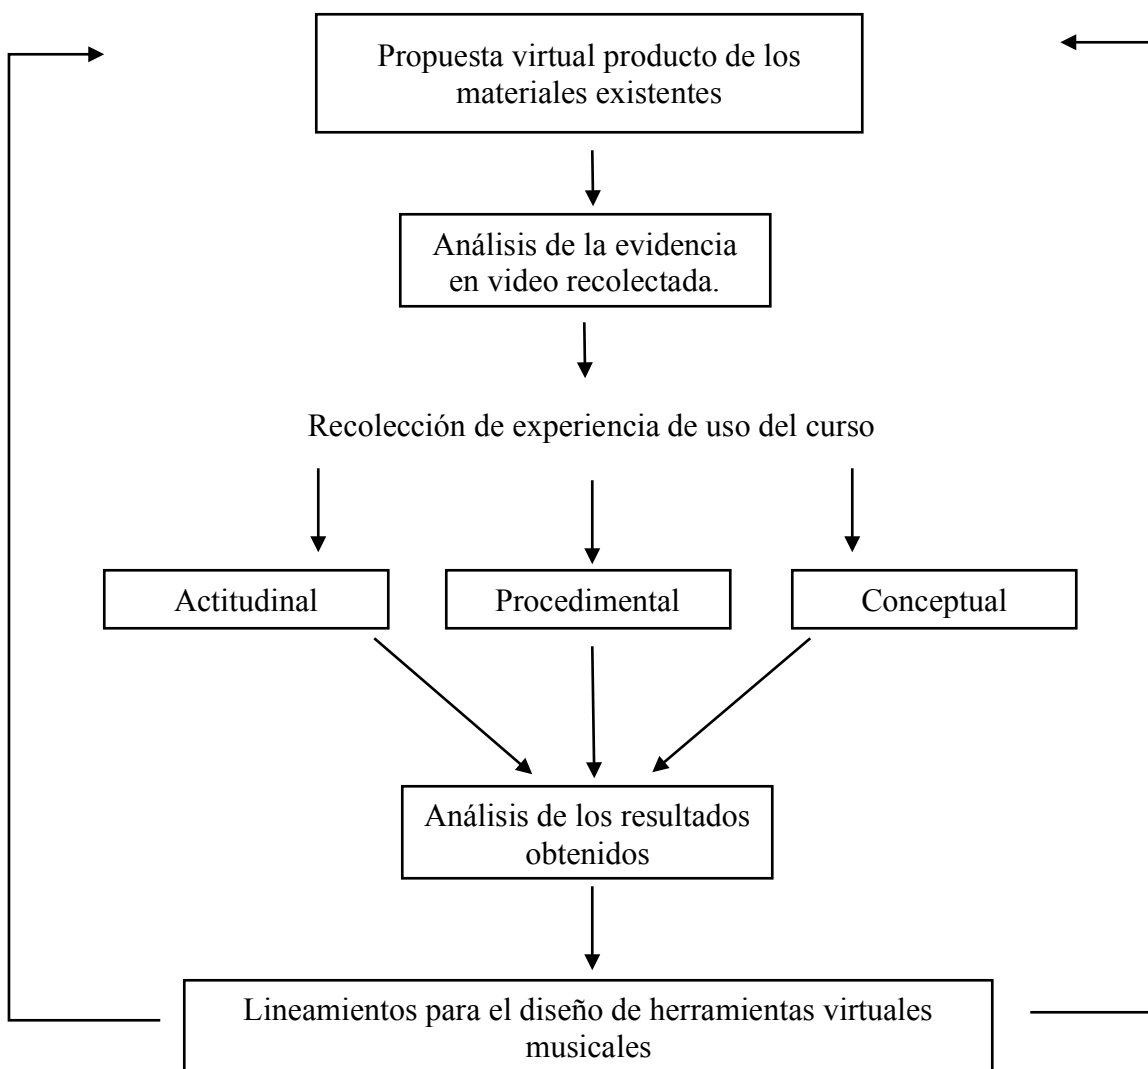 Propuesta virtual producto de los
materiales existentes
Análisis de la evidencia
en video recolectada.
Recolección de experiencia de uso del curso
Actitudinal
Procedimental
Conceptual
Análisis de los resultados
obtenidos
Lineamientos para el diseño de herramientas virtuales
musicales